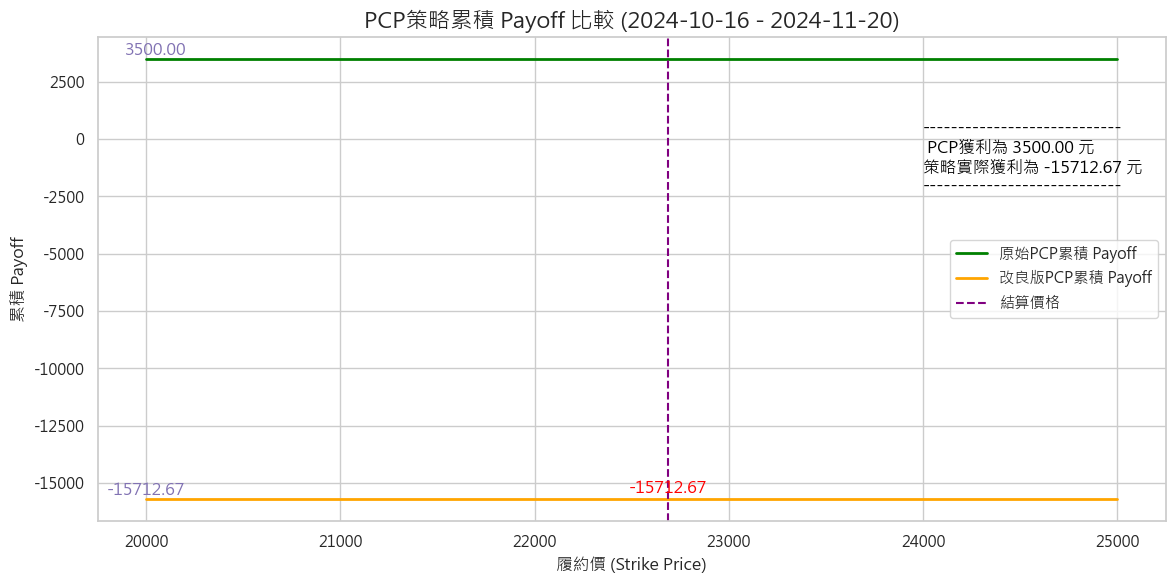 PCP策略累積 Payoff 比較 (2024-10-16 - 2024-11-20)
3500.00
2500
0
-2500
-5000
-7500
-10000
-12500
-15000
累積 Payoff
PCP獲利為 3500.00 元
策略實際獲利為 -15712.67 元
原始PCP累積 Payoff
改良版PCP累積 Payoff
結算價格
-15712.67
-15712.67
20000
21000
22000
23000
24000
25000
履約價 (Strike Price)